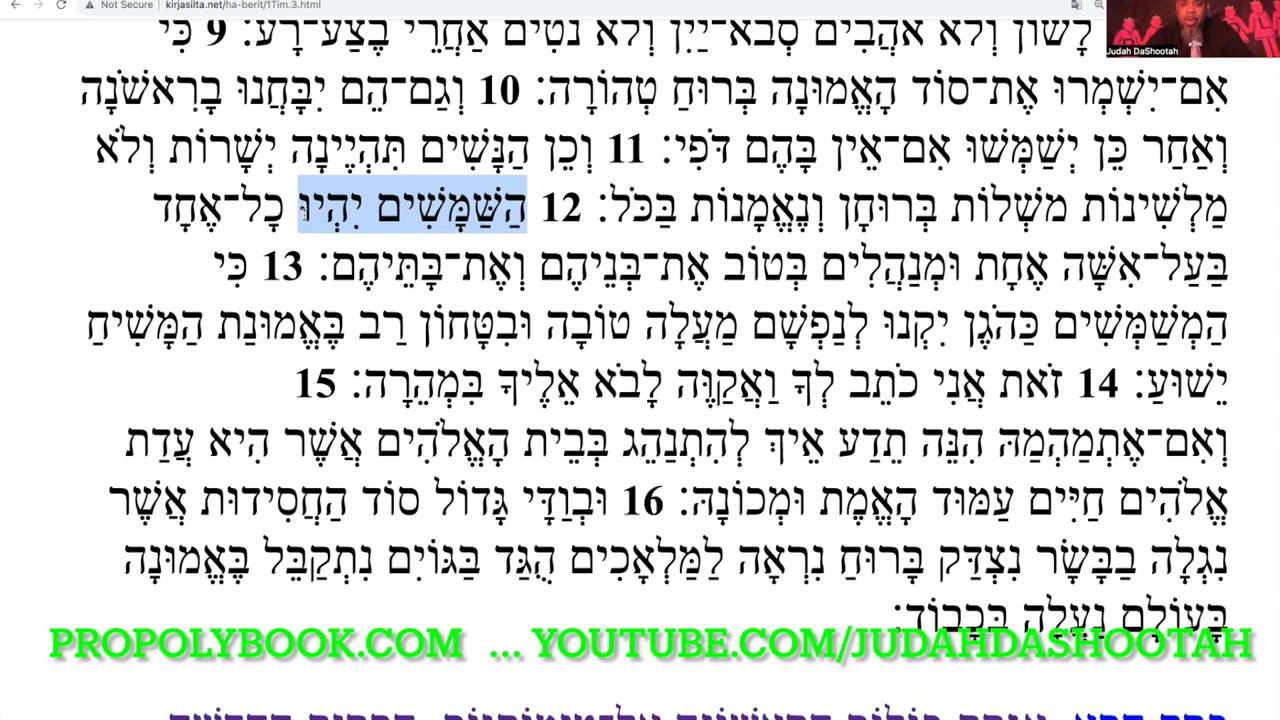 Not Secure kirjasilta.net/ha-berit/1Tim.3.html
Judah DaShootah
לָשׁוֹן וְלֹא אֹהֲבִים סְבֹא־יַיִן וְלֹא נֹטִים אַחֲרֵי בֶצַע־רָע׃ 9 כִּי
אִם־יִשְׁמְרוּ אֶת־סוֹד הָאֱמוּנָה בְּרוּחַ טְהוֹרָה׃ 10 וְגַם־הֵם יִבָּחֲנוּ בָרִאשֹׁנָה
וְאַחַר כֵּן יְשַׁמְּשׁוּ אִם־אֵין בָּהֶם דֹּפִי׃ 11 וְכֵן הַנָּשִׁים תִּהְיֶינָה יְשָׁרוֹת וְלֹא
מַלְשִׁינוֹת מֹשְׁלוֹת בְּרוּחָן וְנֶאֱמָנוֹת בַּכֹּל׃ 12 הַשַּׁמָּשִׁים יִהְיוּ כָל־אֶחָד
בַּעַל־אִשָּׁה אֶחָת וּמְנַהֲלִים בְּטוֹב אֶת־בְּנֵיהֶם וְאֶת־בָּתֵּיהֶם׃ 13 כִּי
הַמְשַׁמְּשִׁים כַּהֹגֶן יִקְנוּ לְנַפְשָׁם מַעֲלָה טוֹבָה וּבִטָּחוֹן רַב בֶּאֱמוּנַת הַמָּשִׁיחַ
יֵשׁוּעַ׃ 14 זֹאת אֲנִי כֹתֵב לְךָ וַאֲקַוֶּה לָבֹא אֵלֶיךָ בִּמְהֵרָה׃ 15
וְאִם־אֶתְמַהְמַהּ הִנֵּה תֵדַע אֵיךְ לְהִתְנַהֵג בְּבֵית הָאֱלֹהִים אֲשֶׁר הִיא עֲדַת
אֱלֹהִים חַיִּים עַמּוּד הָאֱמֶת וּמְכוֹנָהּ׃ 16 וּבְוַדָּי גָּדוֹל סוֹד הַחֲסִידוּת אֲשֶׁר
נִגְלָה בַבָּשָׂר נִצְדַּק בָּרוּחַ נִרְאָה לַמַּלְאָכִים הֻגַּד בַּגּוֹיִם נִתְקַבֵּל בֶּאֱמוּנָה
בָּעוֹלָם נַעֲלָה בְּכָבוֹד׃
PROPOLYBOOK.COM ... YOUTUBE.COM/JUDAHDASHOOTAH